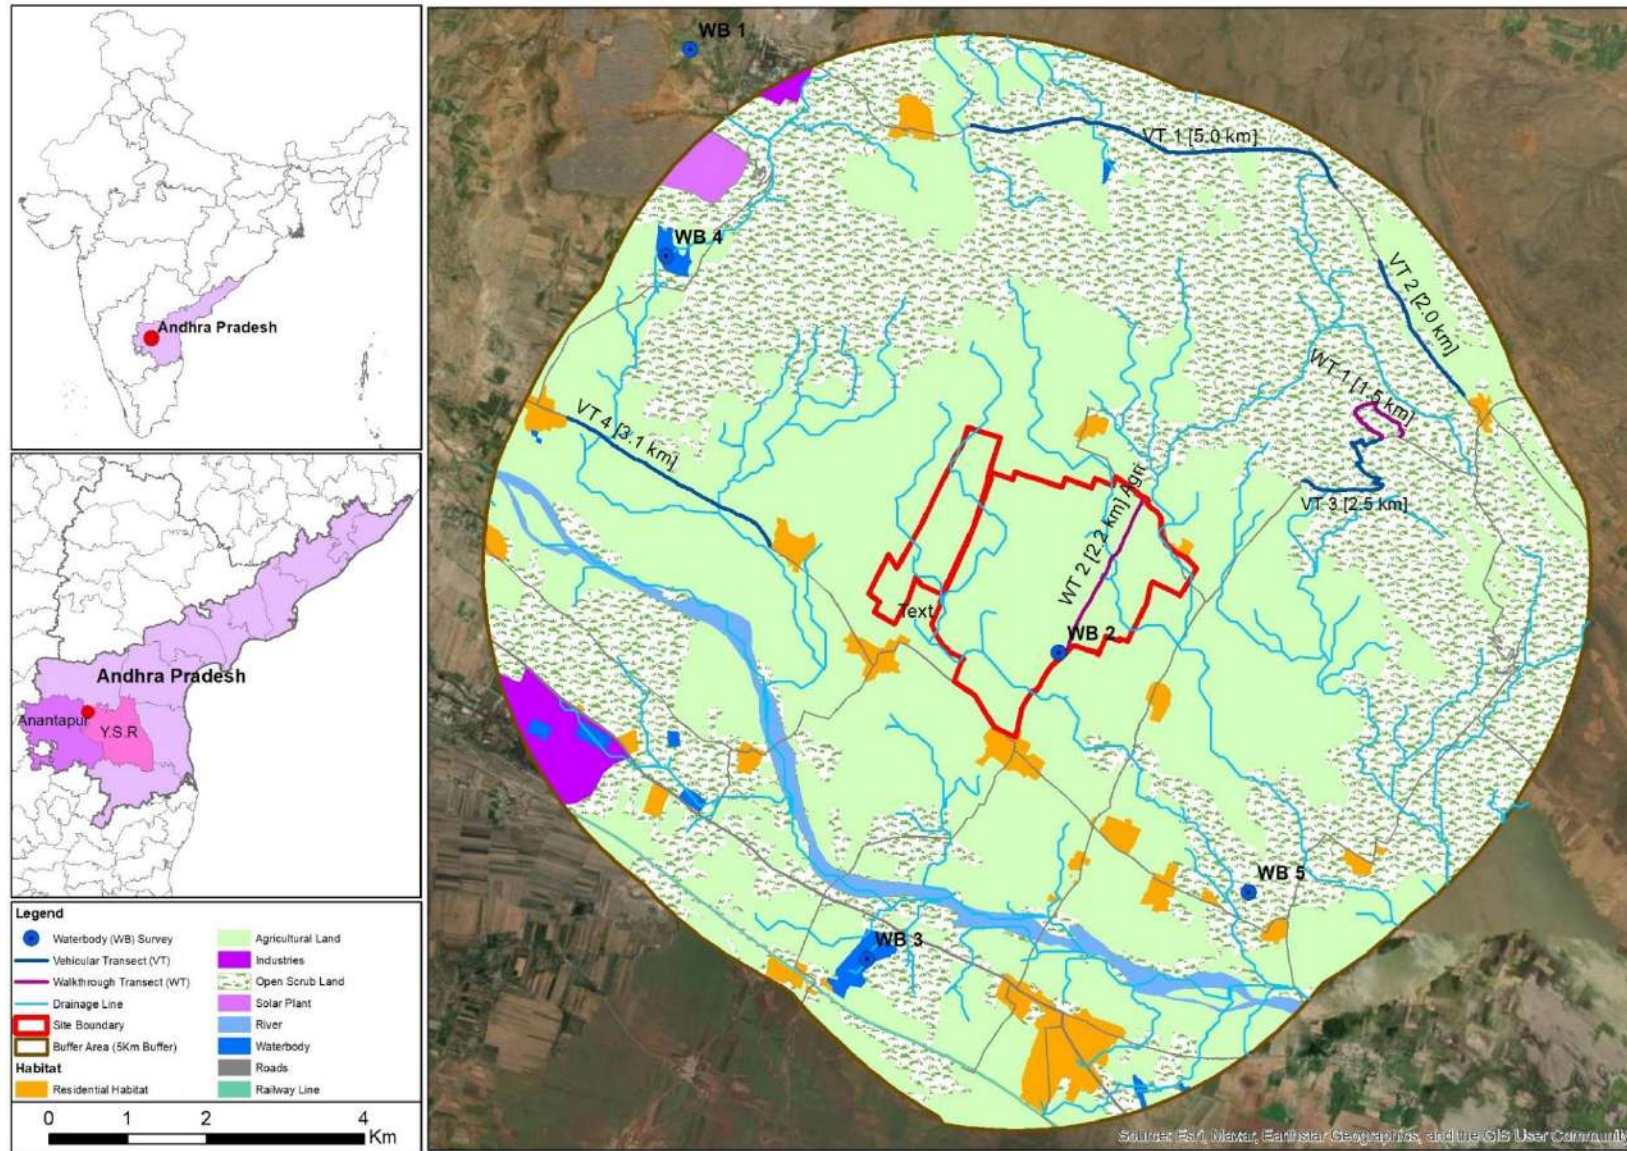 Andhra Pradesh
Andhra Pradesh
Anantapur
Y.S.R
Legend
Waterbody (WB) Survey
Vehicular Transect (VT)
Walkthrough Transect (WT)
Drainage Line
Site Boundary
Buffer Area (5Km Buffer)
Habitat
Residential Habitat
Agricultural Land
Industries
Open Scrub Land
Solar Plant
River
Waterbody
Roads
Railway Line
0 1 2 4 Km
WB 1
VT 1 [5.0 km]
WB 4
VT 2 [2.0 km]
WT 1 [1.5 km]
VT 4 [3.1 km]
VT 3 [2.5 km]
WT 2 [2.2 km] Agri
Text
WB 2
WB 5
WB 3
Source: Esri, Maxar, Earthstar Geographics, and the GIS User Community